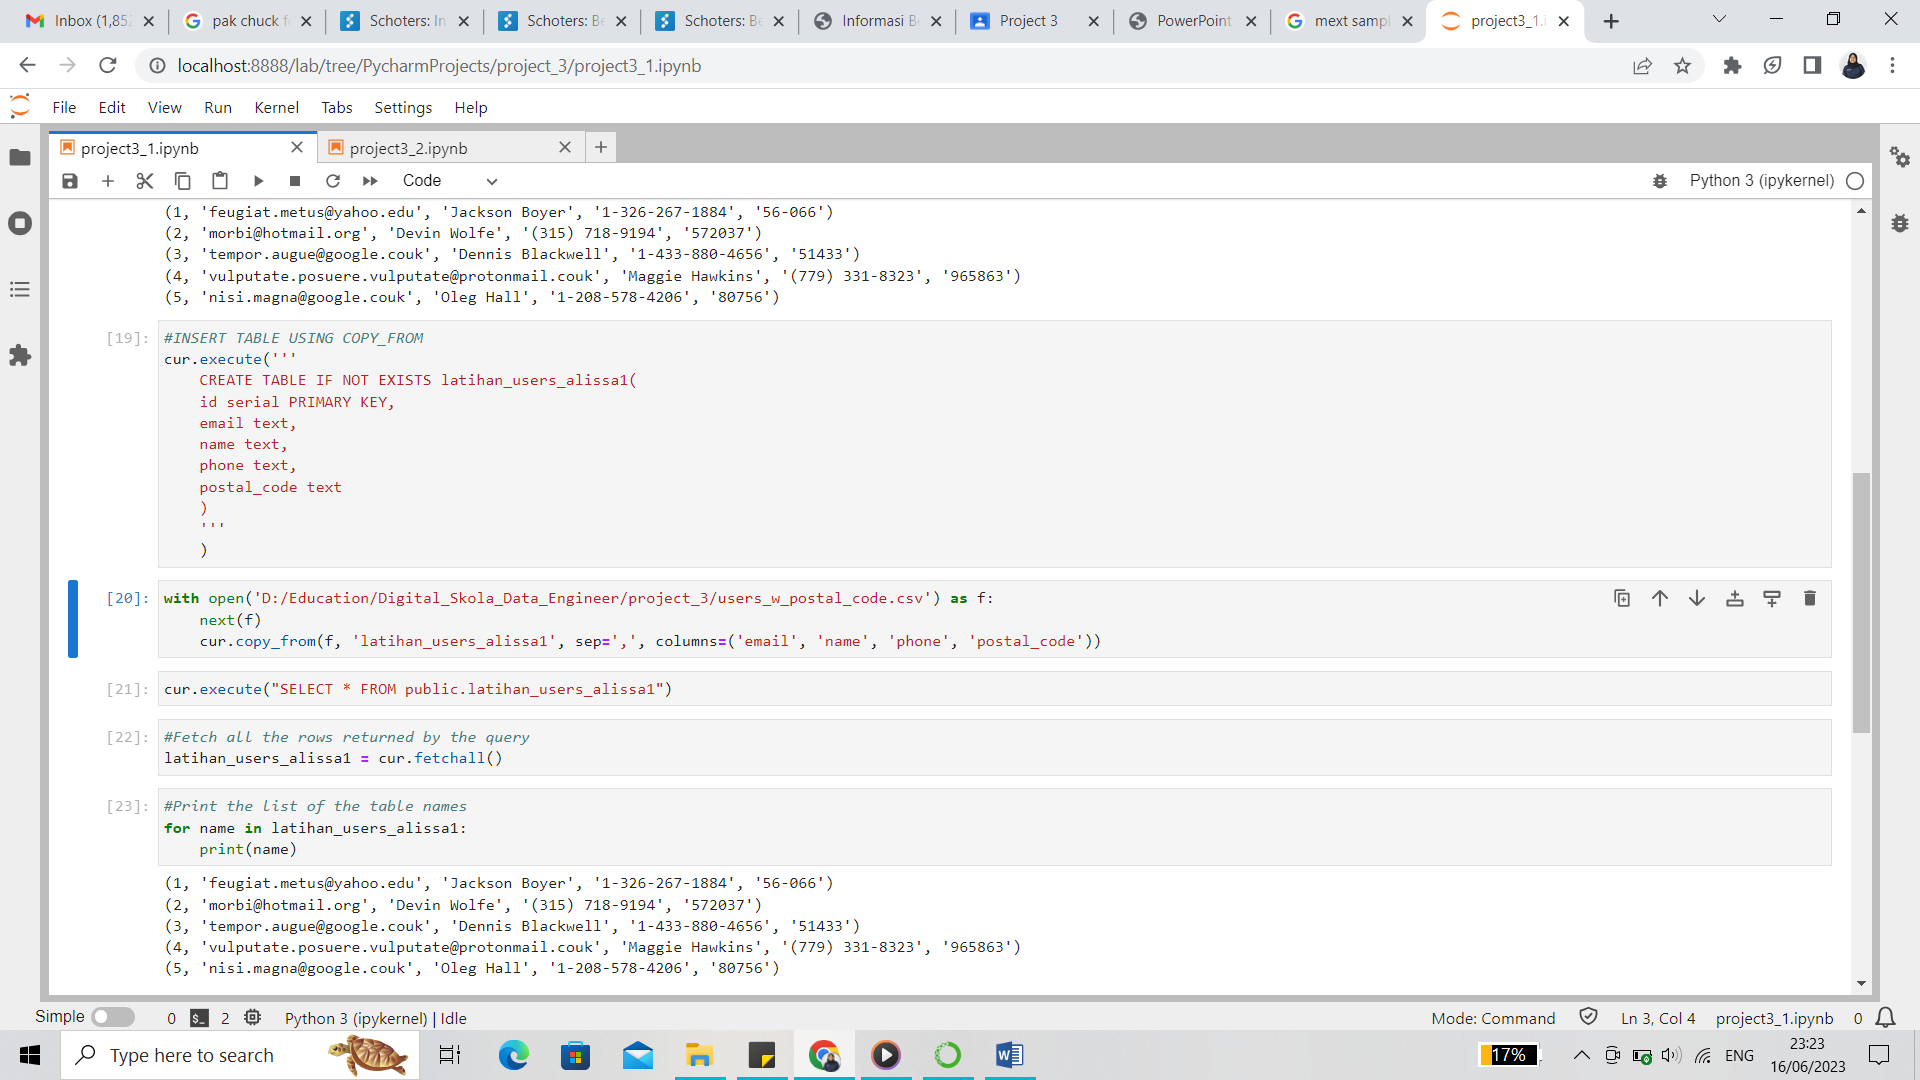 Inbox (1,852
pak chuck f
Schoters: In
Schoters: Be
Schoters: Be
Informasi Be
Project 3
PowerPoint
mext sampl
project3_1.i
localhost:8888/lab/tree/PycharmProjects/project_3/project3_1.ipynb
File Edit View Run Kernel Tabs Settings Help
project3_1.ipynb
project3_2.ipynb
Code
Python 3 (ipykernel)
(1, 'feugiat.metus@yahoo.edu', 'Jackson Boyer', '1-326-267-1884', '56-066')
(2, 'morbi@hotmail.org', 'Devin Wolfe', '(315) 718-9194', '572037')
(3, 'tempor.augue@google.couk', 'Dennis Blackwell', '1-433-880-4656', '51433')
(4, 'vulputate.posuere.vulputate@protonmail.couk', 'Maggie Hawkins', '(779) 331-8323', '965863')
(5, 'nisi.magna@google.couk', 'Oleg Hall', '1-208-578-4206', '80756')
[19]: #INSERT TABLE USING COPY_FROM
cur.execute('''
    CREATE TABLE IF NOT EXISTS latihan_users_alissa1(
    id serial PRIMARY KEY,
    email text,
    name text,
    phone text,
    postal_code text
    )
    '''
    )
[20]: with open('D:/Education/Digital_Skola_Data_Engineer/project_3/users_w_postal_code.csv') as f:
    next(f)
    cur.copy_from(f, 'latihan_users_alissa1', sep=',', columns=('email', 'name', 'phone', 'postal_code'))
[21]: cur.execute("SELECT * FROM public.latihan_users_alissa1")
[22]: #Fetch all the rows returned by the query
latihan_users_alissa1 = cur.fetchall()
[23]: #Print the list of the table names
for name in latihan_users_alissa1:
    print(name)
(1, 'feugiat.metus@yahoo.edu', 'Jackson Boyer', '1-326-267-1884', '56-066')
(2, 'morbi@hotmail.org', 'Devin Wolfe', '(315) 718-9194', '572037')
(3, 'tempor.augue@google.couk', 'Dennis Blackwell', '1-433-880-4656', '51433')
(4, 'vulputate.posuere.vulputate@protonmail.couk', 'Maggie Hawkins', '(779) 331-8323', '965863')
(5, 'nisi.magna@google.couk', 'Oleg Hall', '1-208-578-4206', '80756')
Simple 0 $_ 2 Python 3 (ipykernel) | Idle
Mode: Command Ln 3, Col 4 project3_1.ipynb 0
Type here to search
17%
ENG
23:23
16/06/2023